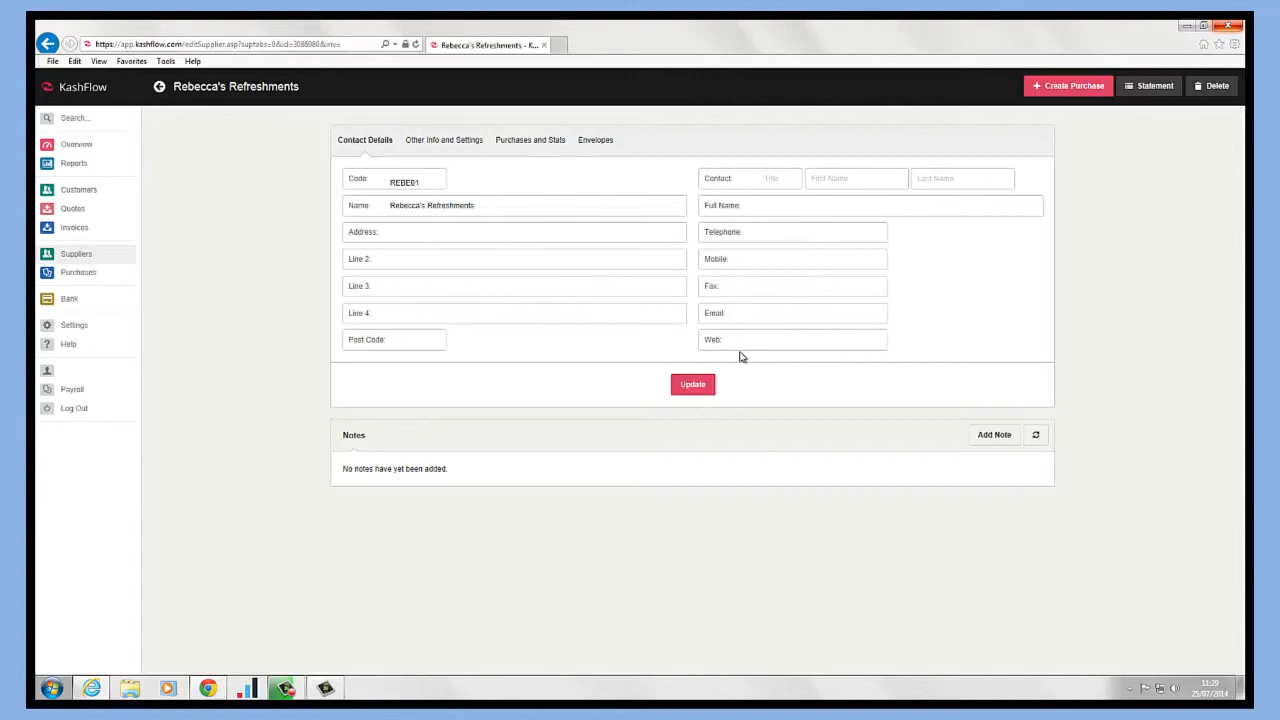 https://app.kashflow.com/editSupplier.asp?suptabs=0&id=3086980&inv=
Rebecca's Refreshments - K...
File Edit View Favorites Tools Help
KashFlow
Rebecca's Refreshments
+ Create Purchase
Statement
Delete
Search...
Overview
Reports
Customers
Quotes
Invoices
Suppliers
Purchases
Bank
Settings
Help
Payroll
Log Out
Contact Details Other Info and Settings Purchases and Stats Envelopes
Code: REBE01
Name: Rebecca's Refreshments
Address:
Line 2:
Line 3:
Line 4:
Post Code:
Contact: Title First Name Last Name
Full Name:
Telephone:
Mobile:
Fax:
Email:
Web:
Update
Notes
Add Note
No notes have yet been added.
11:29
25/07/2014